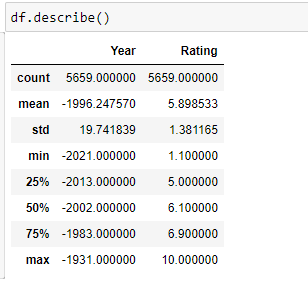 df.describe()
Year Rating
count 5659.000000 5659.000000
mean -1996.247570 5.898533
std 19.741839 1.381165
min -2021.000000 1.100000
25% -2013.000000 5.000000
50% -2002.000000 6.100000
75% -1983.000000 6.900000
max -1931.000000 10.000000